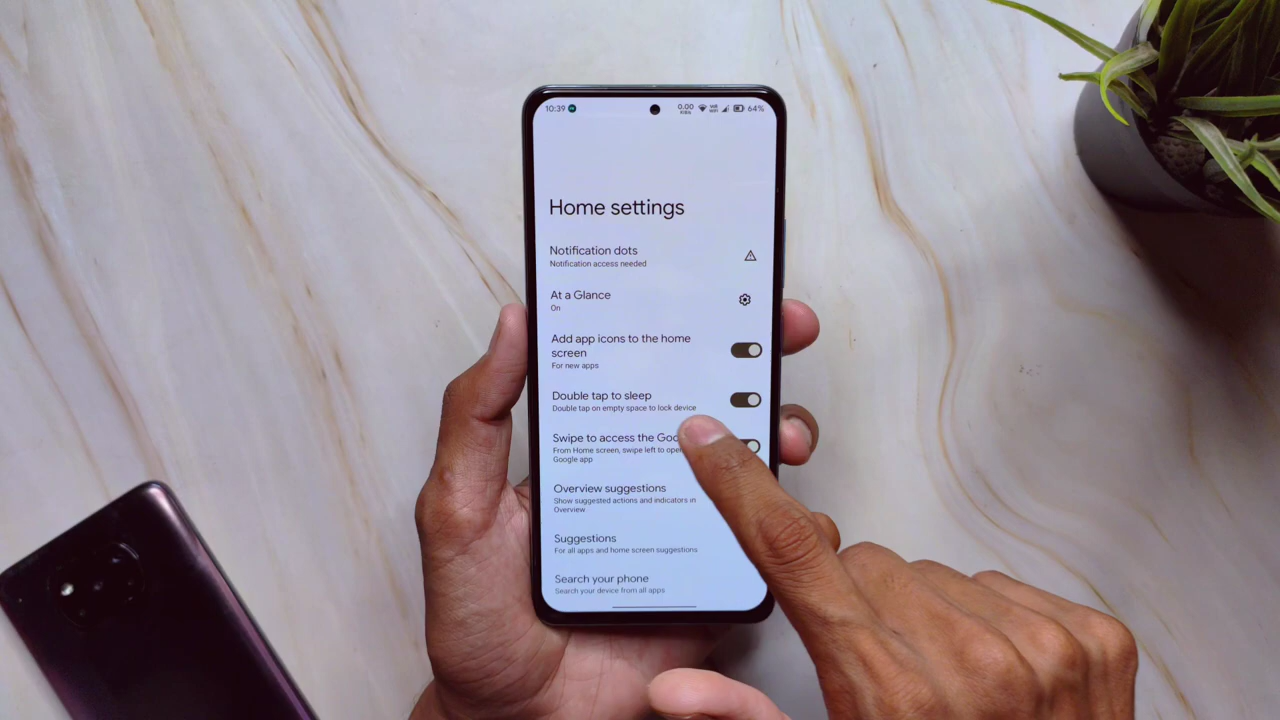 10:39 0.00 64%
KiB/s
Home settings
Notification dots
Notification access needed
At a Glance
On
Add app icons to the home
screen
For new apps
Double tap to sleep
Double tap on empty space to lock device
Swipe to access the
From Home screen, swipe left to
Google app
Overview suggestions
Show suggested actions and indicators in
Overview
Suggestions
For all apps and home screen suggestions
Search your phone
Search your device from all apps